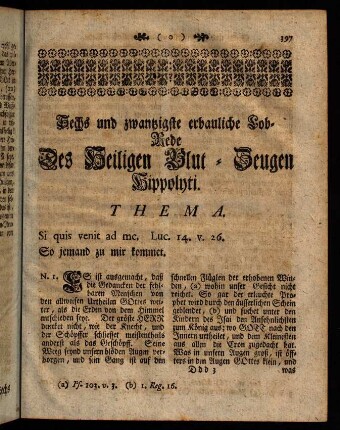 ( o ) 397
Sechs und zwantzigste erbauliche Lob-
Rede
Des Heiligen Blut-Zeugen
Hippolyti.
THEMA.
Si quis venit ad me. Luc. 14. v. 26.
So jemand zu mir kommet.
N. 1. ES ist ausgemacht, daß
die Gedancken der fehl-
baren Menschen von
den allweisen Urtheilen GOttes wei-
ter, als die Erden von dem Himmel
entschieden seye. Der gröste HERR
dencket nicht, wie der Knecht, und
der Schöpffer schliesset meistentheils
anderst als das Geschöpff. Seine
Weeg seynd unsern blöden Augen ver-
borgen, und sein Gang ist auf den
schnellen Flüglen der erhobenen Win-
den, (a) wohin unser Gesicht nicht
reichet. So gar der erleuchte Pro-
phet wird durch den äusserlichen Schein
geblendet, (b) und suchet unter den
Kindern des Isai den Ansehnlichsten
zum König aus; wo GOTT nach den
Innern urtheilet, und dem Kleinesten
aus allen die Cron zugedacht hat.
Was in unsern Augen groß, ist öff-
ters in den Augen GOttes klein, und
Ddd 3 was
(a) Ps. 103. v. 3. (b) 1. Reg. 16.